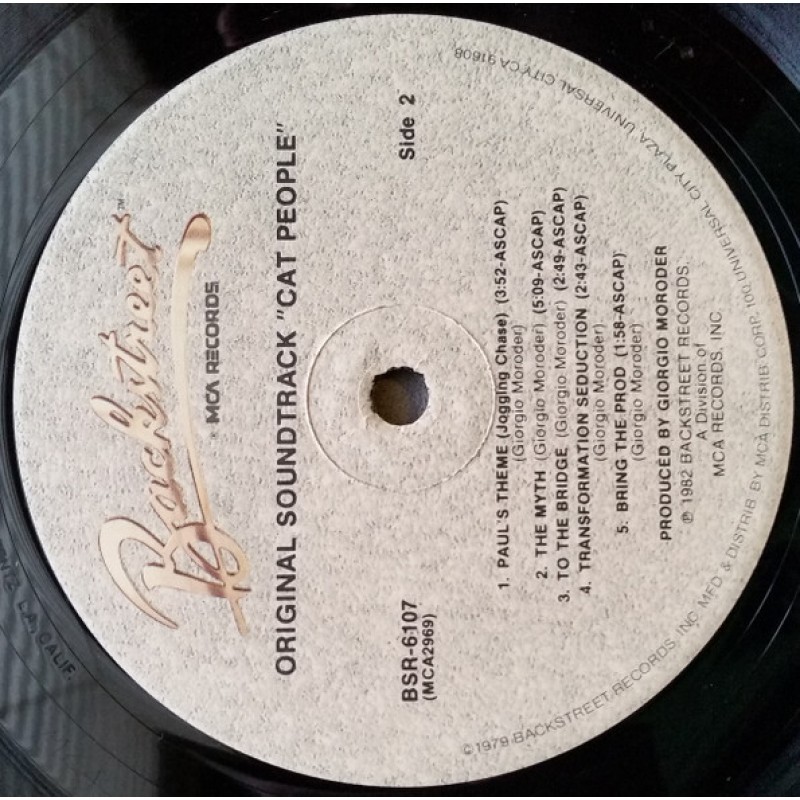 Backstreet™
MCA RECORDS
ORIGINAL SOUNDTRACK "CAT PEOPLE"
BSR-6107
(MCA2969)
Side 2
1. PAUL'S THEME (Jogging Chase) (3:52-ASCAP)
(Giorgio Moroder)
2. THE MYTH (Giorgio Moroder) (5:09-ASCAP)
3. TO THE BRIDGE (Giorgio Moroder) (2:49-ASCAP)
4. TRANSFORMATION SEDUCTION (2:43-ASCAP)
(Giorgio Moroder)
5. BRING THE PROD (1:58-ASCAP)
(Giorgio Moroder)
PRODUCED BY GIORGIO MORODER
℗ 1982 BACKSTREET RECORDS.
A Division of
MCA RECORDS, INC.
© 1979 BACKSTREET RECORDS, INC. MFD & DISTRIB. BY MCA DISTRIB. CORP., 100 UNIVERSAL CITY PLAZA, UNIVERSAL CITY CA 91608
L.A. CALIF.